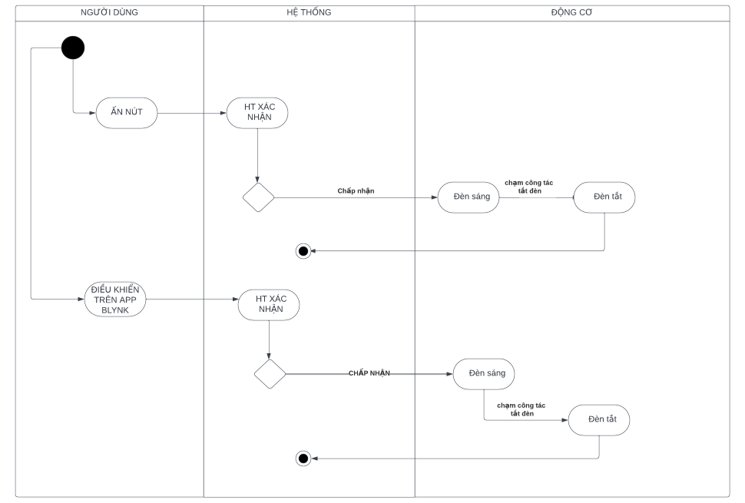 NGƯỜI DÙNG
HỆ THỐNG
ĐỘNG CƠ
ẤN NÚT
HT XÁC
NHẬN
Chấp nhận
Đèn sáng
chạm công tác
tắt đèn
Đèn tắt
ĐIỀU KHIỂN
TRÊN APP
BLYNK
HT XÁC
NHẬN
CHẤP NHẬN
Đèn sáng
chạm công tác
tắt đèn
Đèn tắt